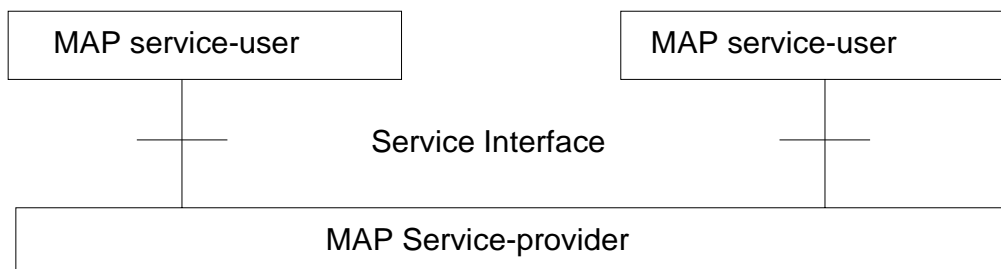 MAP service-user
MAP service-user
Service Interface
MAP Service-provider